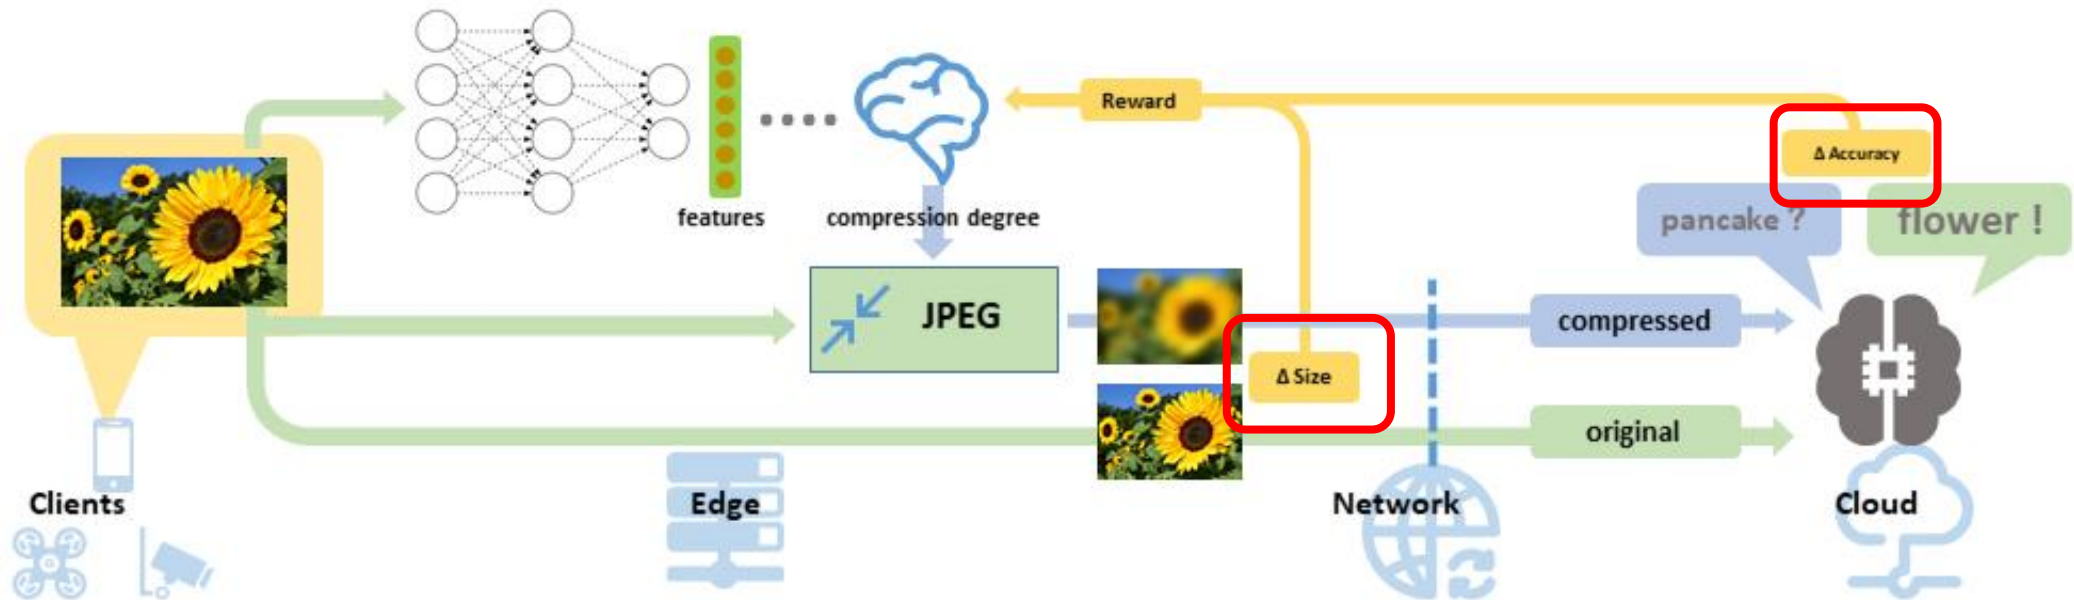 Reward
Δ Accuracy
features
compression degree
pancake ?
flower !
JPEG
compressed
Δ Size
original
Clients
Edge
Network
Cloud